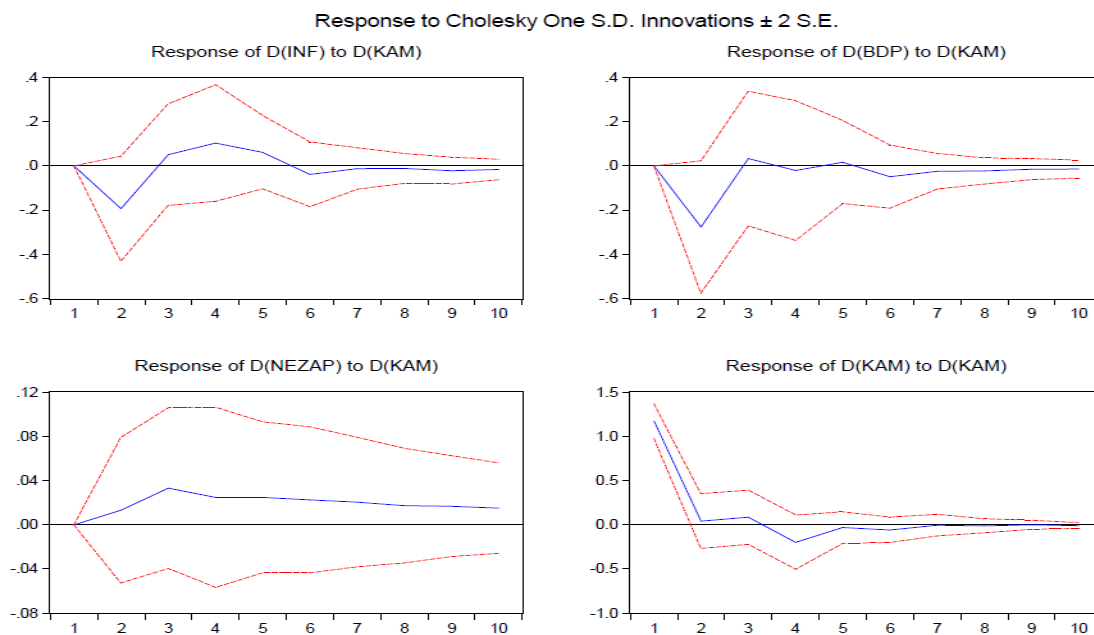 Response to Cholesky One S.D. Innovations ± 2 S.E.
Response of D(INF) to D(KAM)
.4
.2
.0
-.2
-.4
-.6
1 2 3 4 5 6 7 8 9 10
Response of D(BDP) to D(KAM)
.4
.2
.0
-.2
-.4
-.6
1 2 3 4 5 6 7 8 9 10
Response of D(NEZAP) to D(KAM)
.12
.08
.04
.00
-.04
-.08
1 2 3 4 5 6 7 8 9 10
Response of D(KAM) to D(KAM)
1.5
1.0
0.5
0.0
-0.5
-1.0
1 2 3 4 5 6 7 8 9 10